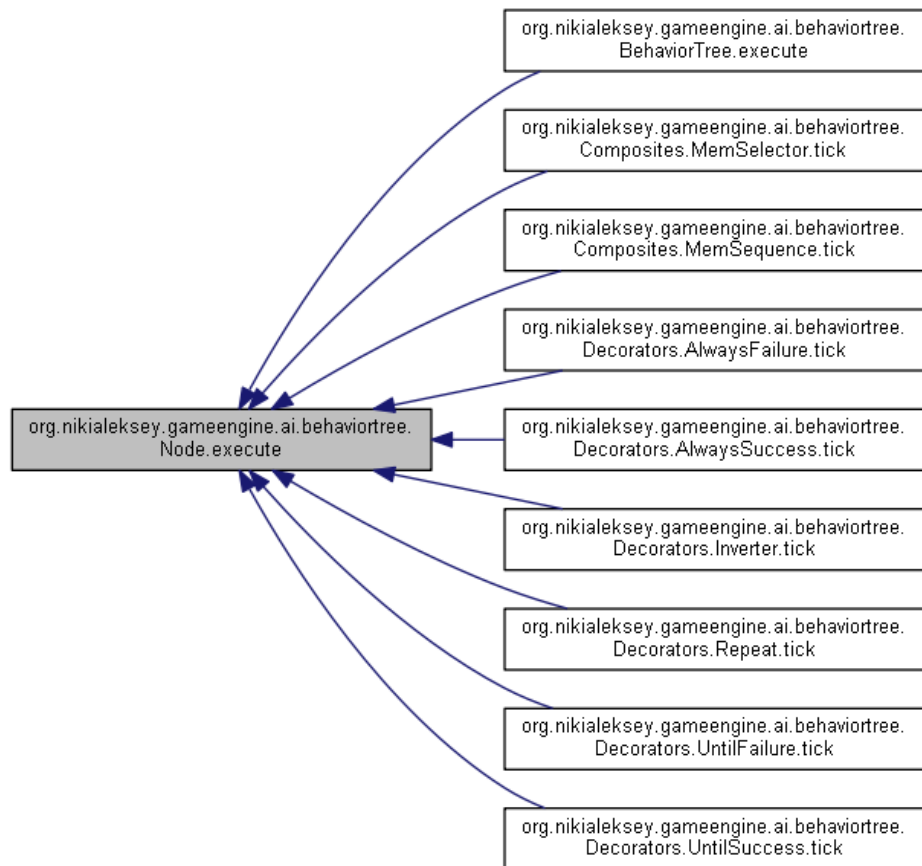 org.nikialeksey.gameengine.ai.behaviortree.
BehaviorTree.execute
org.nikialeksey.gameengine.ai.behaviortree.
Composites.MemSelector.tick
org.nikialeksey.gameengine.ai.behaviortree.
Composites.MemSequence.tick
org.nikialeksey.gameengine.ai.behaviortree.
Decorators.AlwaysFailure.tick
org.nikialeksey.gameengine.ai.behaviortree.
Node.execute
org.nikialeksey.gameengine.ai.behaviortree.
Decorators.AlwaysSuccess.tick
org.nikialeksey.gameengine.ai.behaviortree.
Decorators.Inverter.tick
org.nikialeksey.gameengine.ai.behaviortree.
Decorators.Repeat.tick
org.nikialeksey.gameengine.ai.behaviortree.
Decorators.UntilFailure.tick
org.nikialeksey.gameengine.ai.behaviortree.
Decorators.UntilSuccess.tick